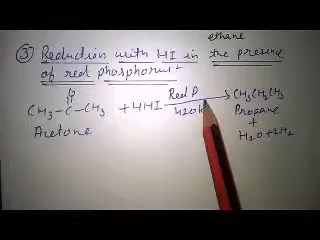 ethane
③ Reduction with HI in the presence
of red phosphorus :
O
CH₃-C-CH₃ + 4HI Red P 420K CH₃CH₂CH₃
Acetone Propane
+
H₂O + 2H₂